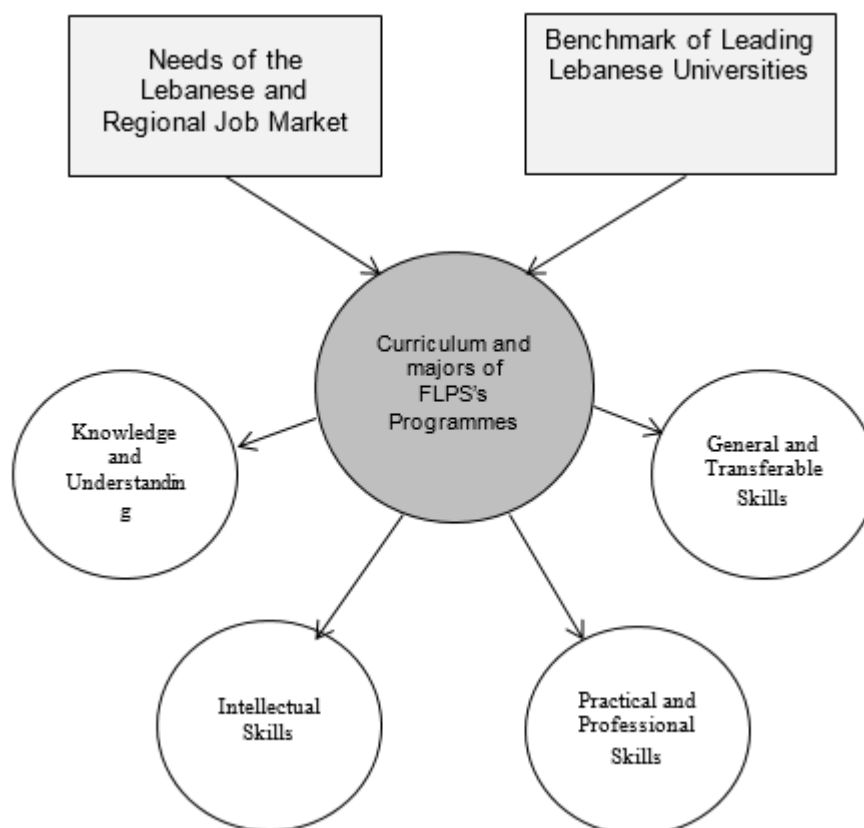 Needs of the
Lebanese and
Regional Job Market
Benchmark of Leading
Lebanese Universities
Curriculum and
majors of
FLPS's
Programmes
Knowledge
and
Understandin
g
General and
Transferable
Skills
Intellectual
Skills
Practical and
Professional
Skills